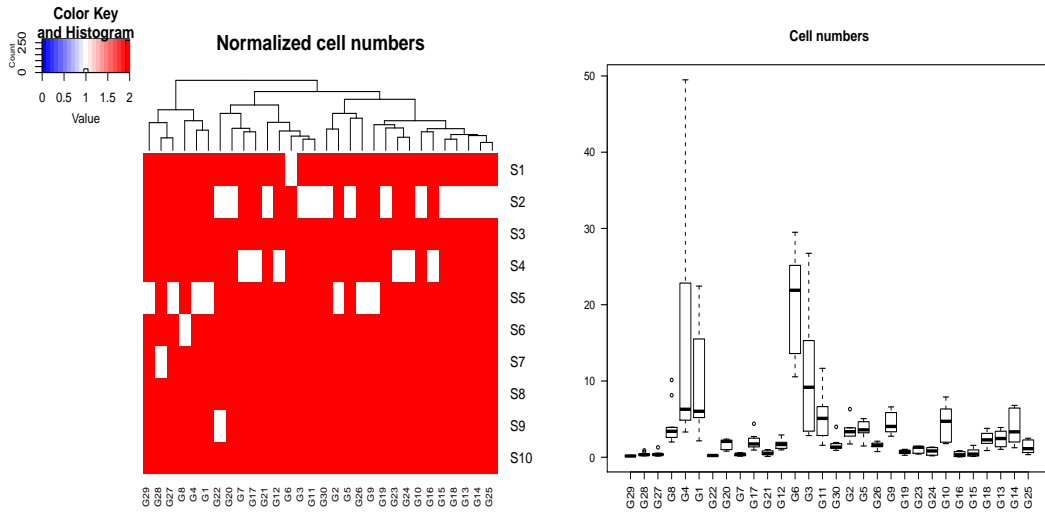 Color Key
and Histogram
Count
0 250
0 0.5 1 1.5 2
Value
Normalized cell numbers
S1
S2
S3
S4
S5
S6
S7
S8
S9
S10
G29 G28 G27 G8 G4 G1 G22 G20 G7 G17 G21 G12 G6 G3 G11 G30 G2 G5 G26 G9 G19 G23 G24 G10 G16 G15 G18 G13 G14 G25
Cell numbers
50
40
30
20
10
0
G29 G28 G27 G8 G4 G1 G22 G20 G7 G17 G21 G12 G6 G3 G11 G30 G2 G5 G26 G9 G19 G23 G24 G10 G16 G15 G18 G13 G14 G25